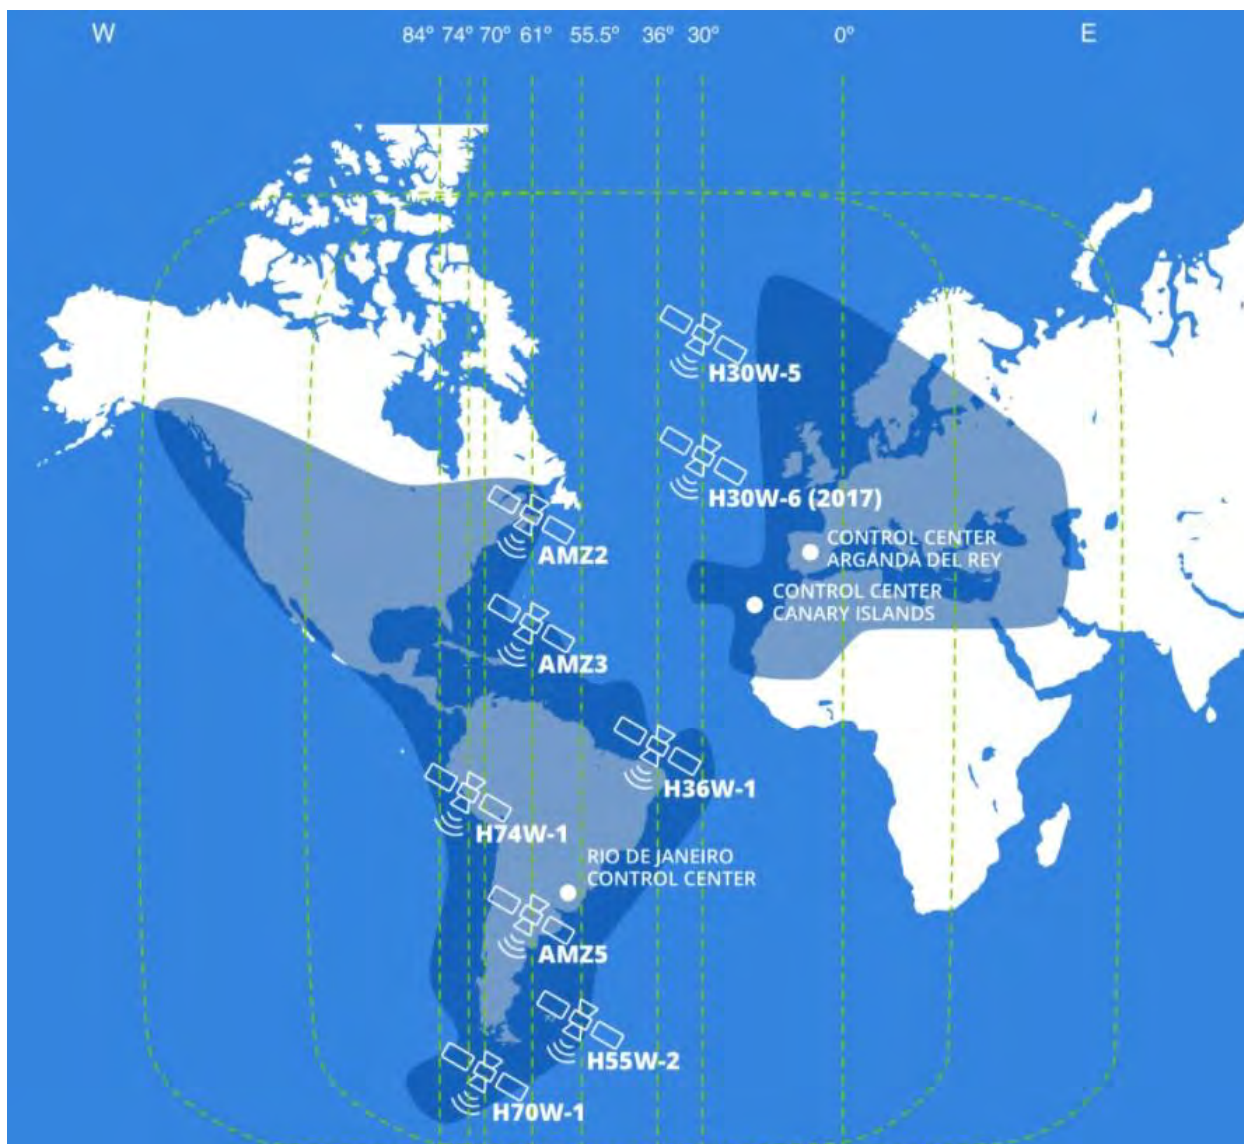 W
84º 74º 70º 61º 55.5º 36º 30º 0º
E
H30W-5
H30W-6 (2017)
CONTROL CENTER
ARGANDA DEL REY
AMZ2
CONTROL CENTER
CANARY ISLANDS
AMZ3
H36W-1
H74W-1
RIO DE JANEIRO
CONTROL CENTER
AMZ5
H55W-2
H70W-1